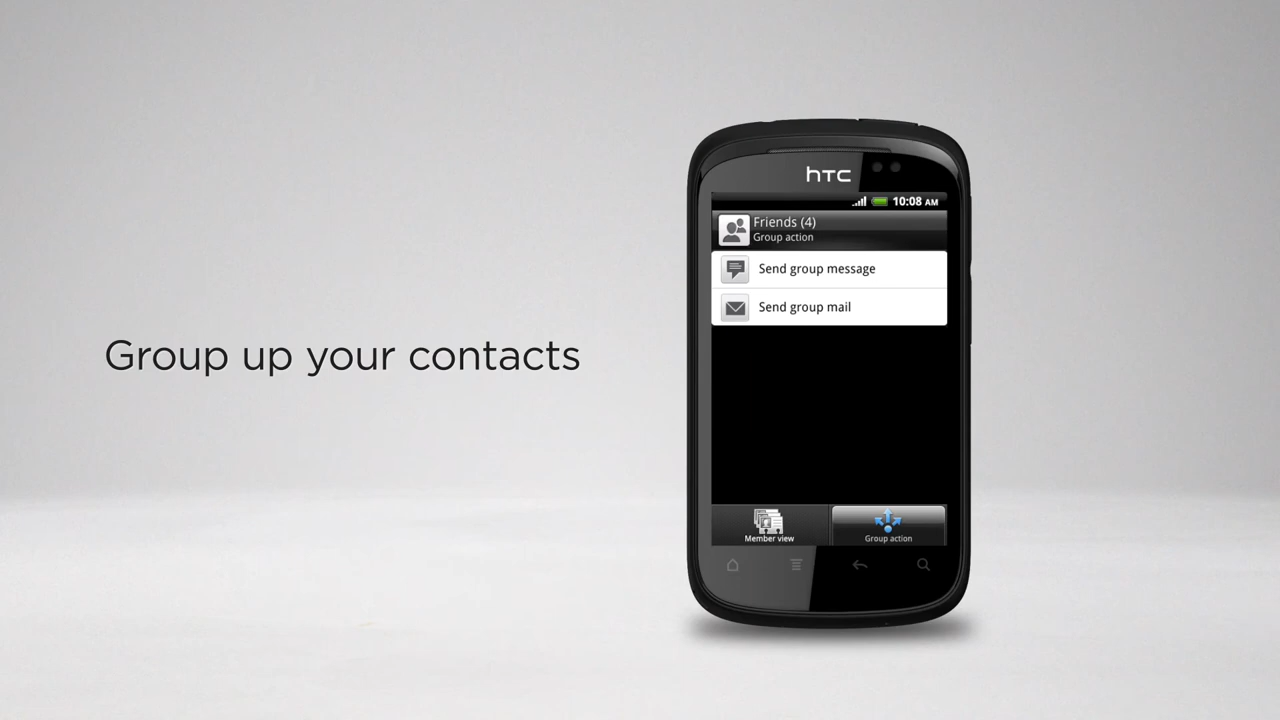 Group up your contacts
hTC
10:08 AM
Friends (4)
Group action
Send group message
Send group mail
Member view
Group action